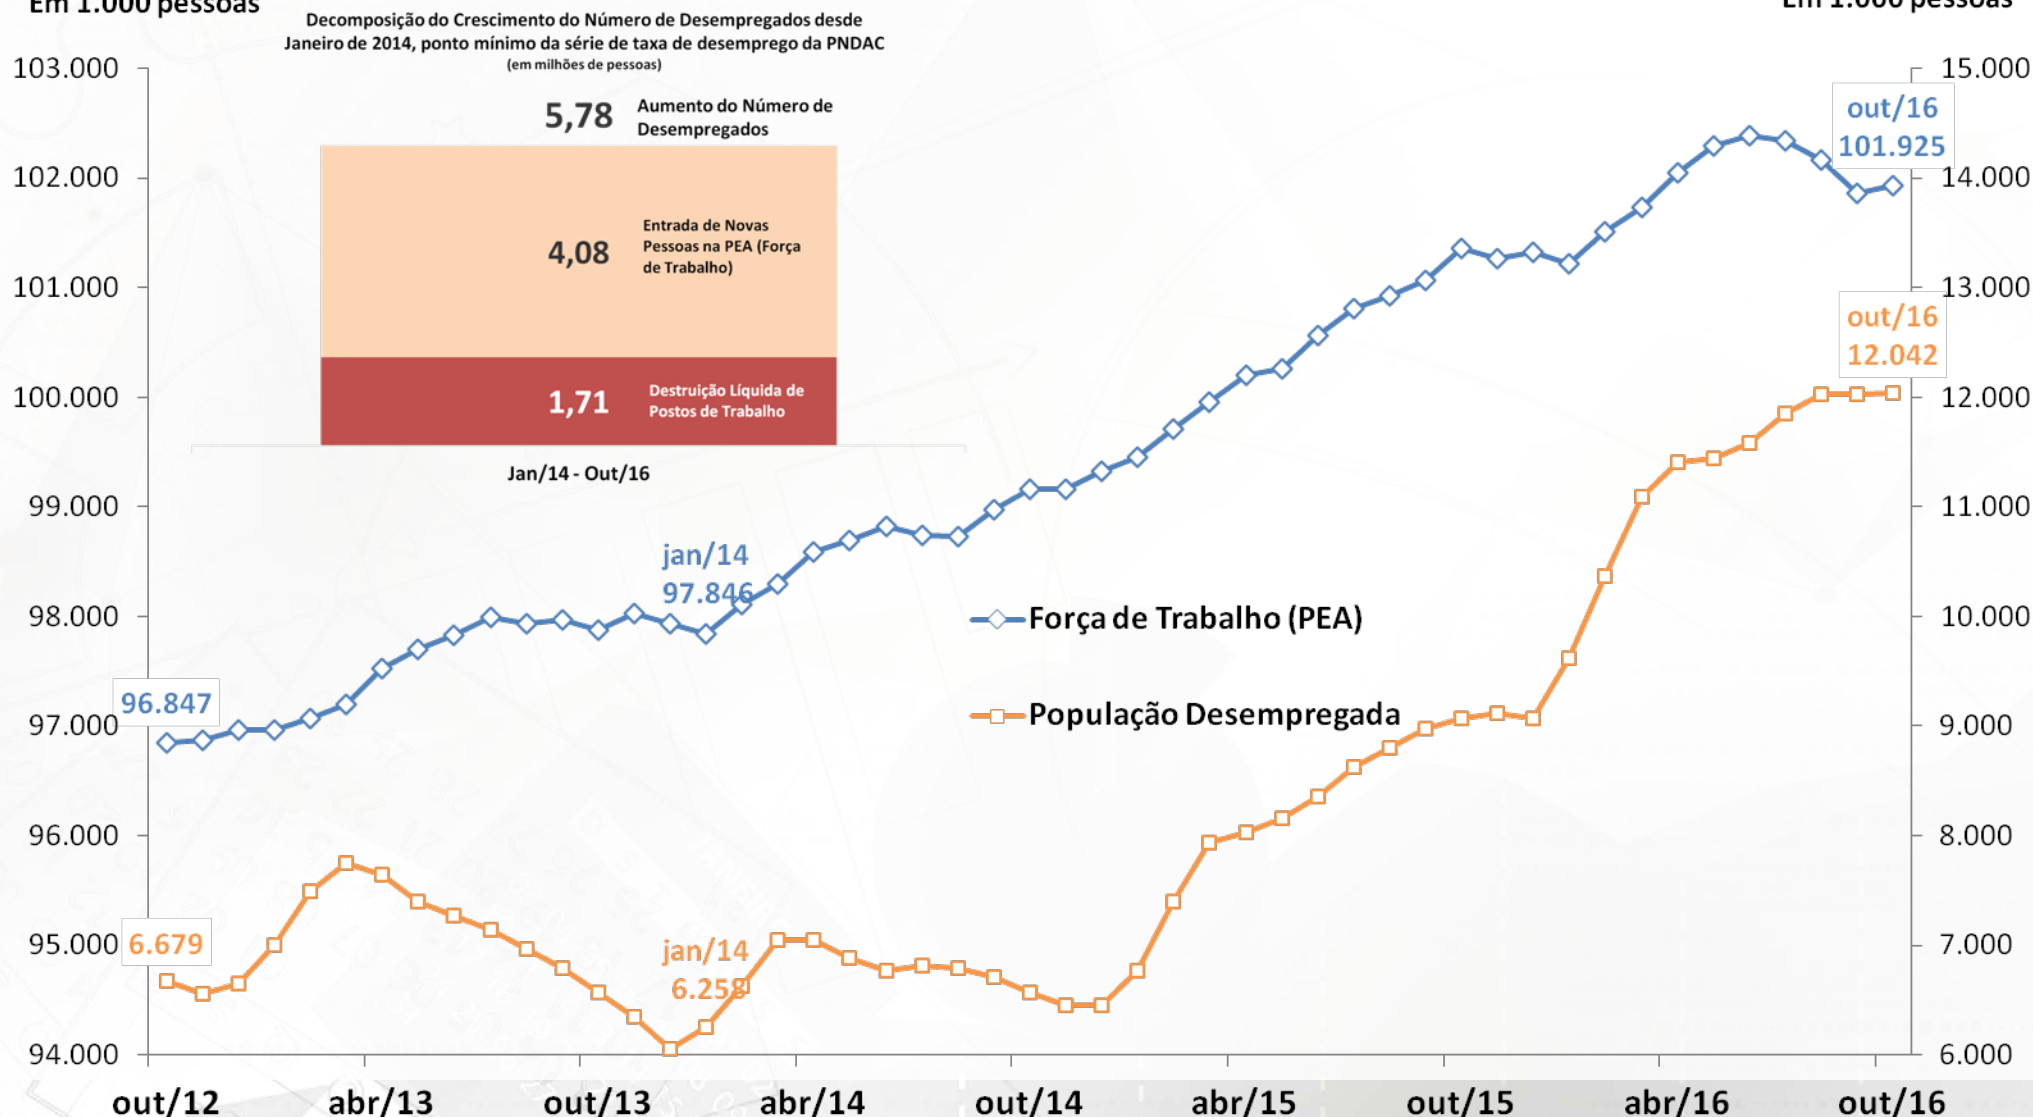 Em 1.000 pessoas
Em 1.000 pessoas
Decomposição do Crescimento do Número de Desempregados desde
Janeiro de 2014, ponto mínimo da série de taxa de desemprego da PNDAC
(em milhões de pessoas)
5,78
Aumento do Número de
Desempregados
4,08
Entrada de Novas
Pessoas na PEA (Força
de Trabalho)
1,71
Destruição Líquida de
Postos de Trabalho
Jan/14 - Out/16
103.000
102.000
101.000
100.000
99.000
98.000
97.000
96.000
95.000
94.000
15.000
14.000
13.000
12.000
11.000
10.000
9.000
8.000
7.000
6.000
out/16
101.925
out/16
12.042
jan/14
97.846
96.847
Força de Trabalho (PEA)
População Desempregada
6.679
jan/14
6.258
out/12
abr/13
out/13
abr/14
out/14
abr/15
out/15
abr/16
out/16